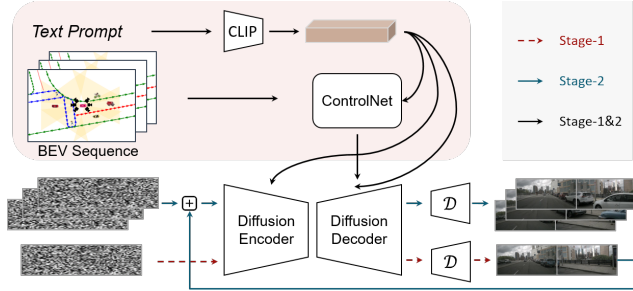 Text Prompt
CLIP
ControlNet
BEV Sequence
Stage-1
Stage-2
Stage-1&2
Diffusion
Encoder
Diffusion
Decoder
𝒟
𝒟